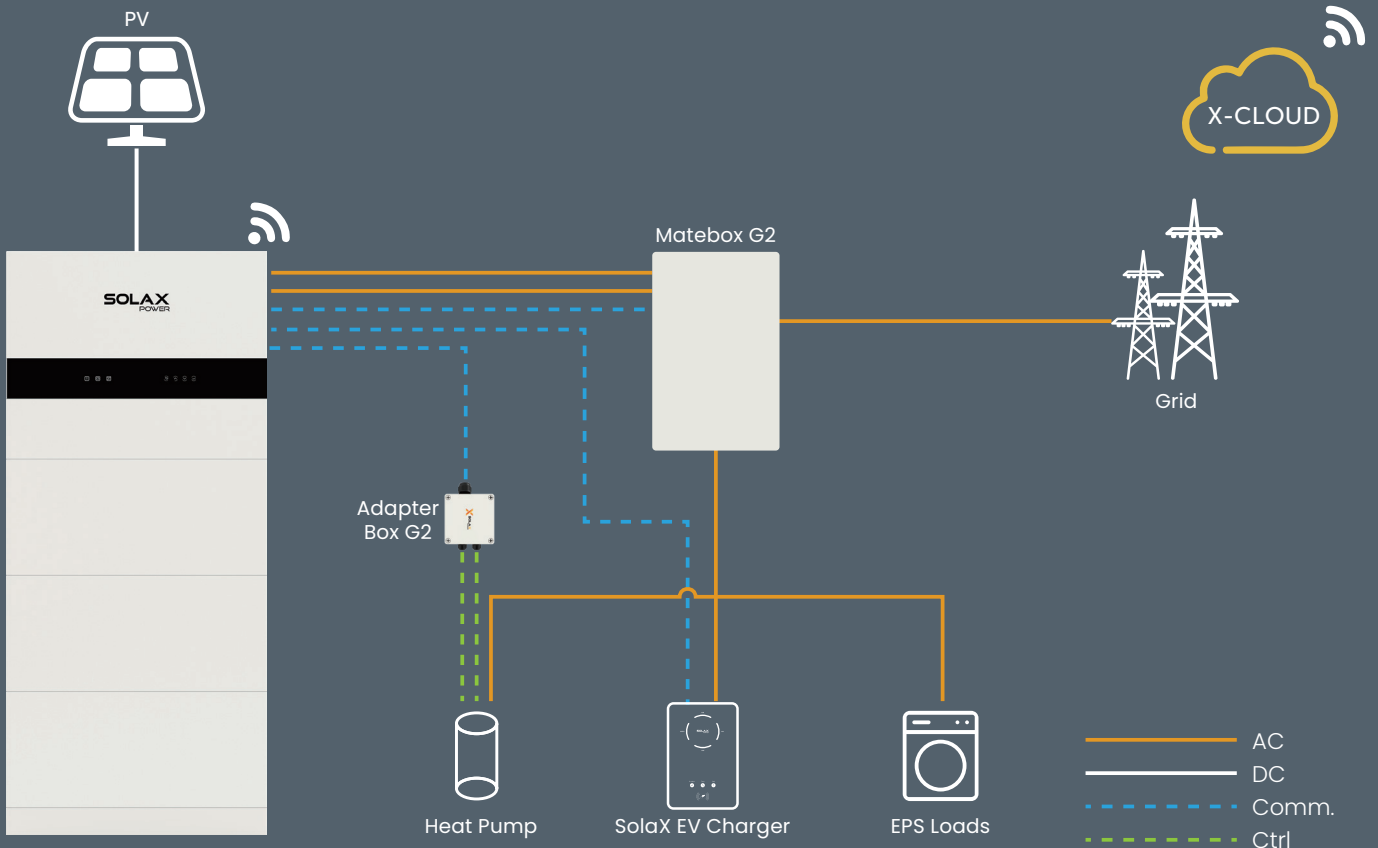 PV
X-CLOUD
SOLAX
POWER
Matebox G2
Grid
Adapter
Box G2
Heat Pump
SolaX EV Charger
EPS Loads
AC
DC
Comm.
Ctrl